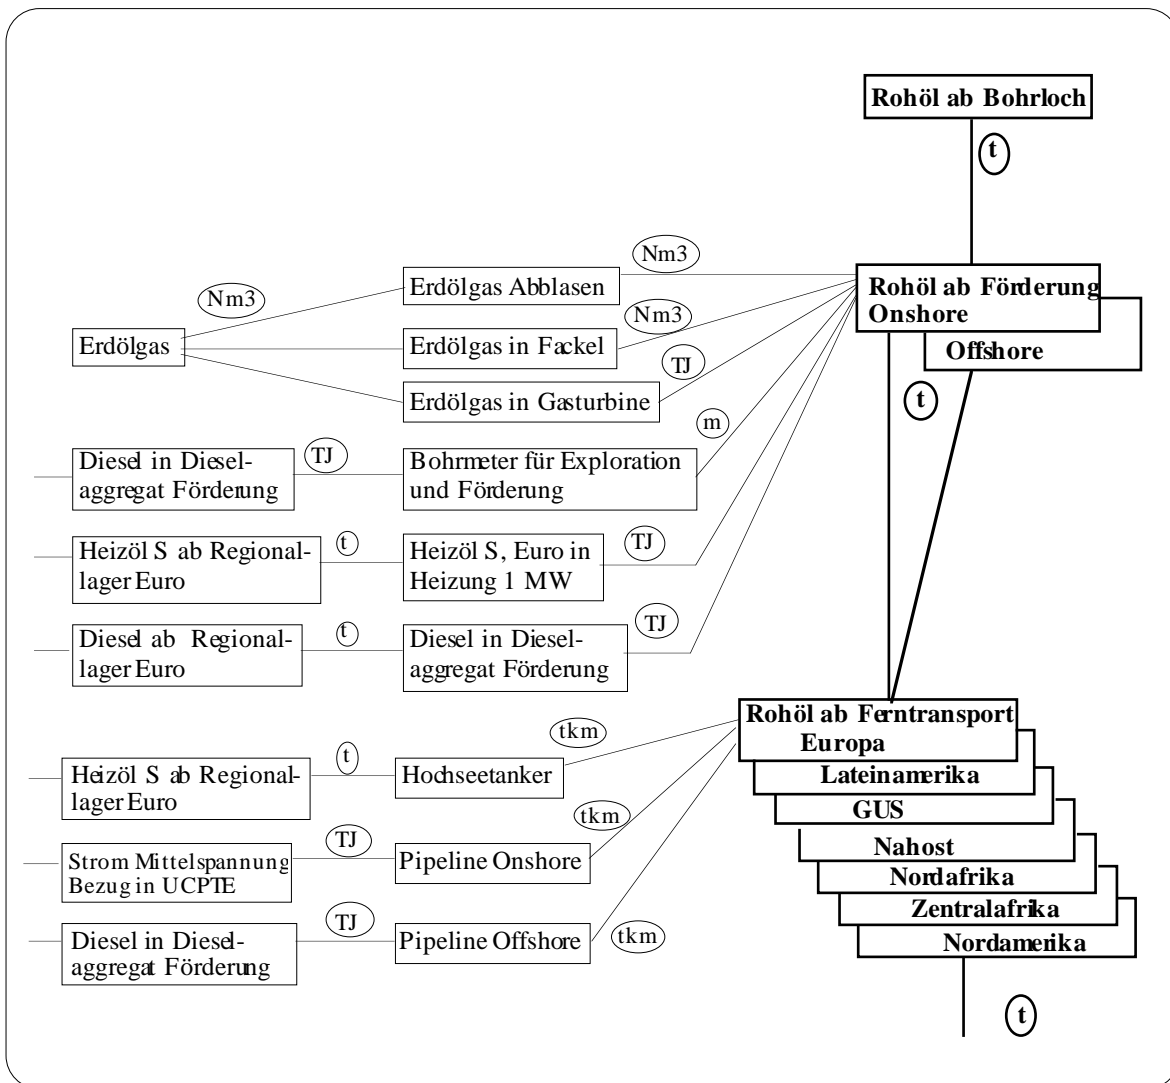 Rohöl ab Bohrloch
t
Nm3
Nm3
Erdölgas Abblasen
Rohöl ab Förderung
Onshore
Erdölgas
Nm3
Erdölgas in Fackel
Offshore
TJ
Erdölgas in Gasturbine
t
m
Diesel in Diesel-
aggregat Förderung
TJ
Bohrmeter für Exploration
und Förderung
Heizöl S ab Regional-
lager Euro
t
Heizöl S, Euro in
Heizung 1 MW
TJ
Diesel ab Regional-
lager Euro
t
Diesel in Diesel-
aggregat Förderung
TJ
Rohöl ab Ferntransport
Europa
tkm
Heizöl S ab Regional-
lager Euro
t
Hochseetanker
Lateinamerika
GUS
tkm
Strom Mittelspannung
Bezug in UCPTE
TJ
Pipeline Onshore
Nahost
Nordafrika
Zentralafrika
Diesel in Diesel-
aggregat Förderung
TJ
Pipeline Offshore
tkm
Nordamerika
t